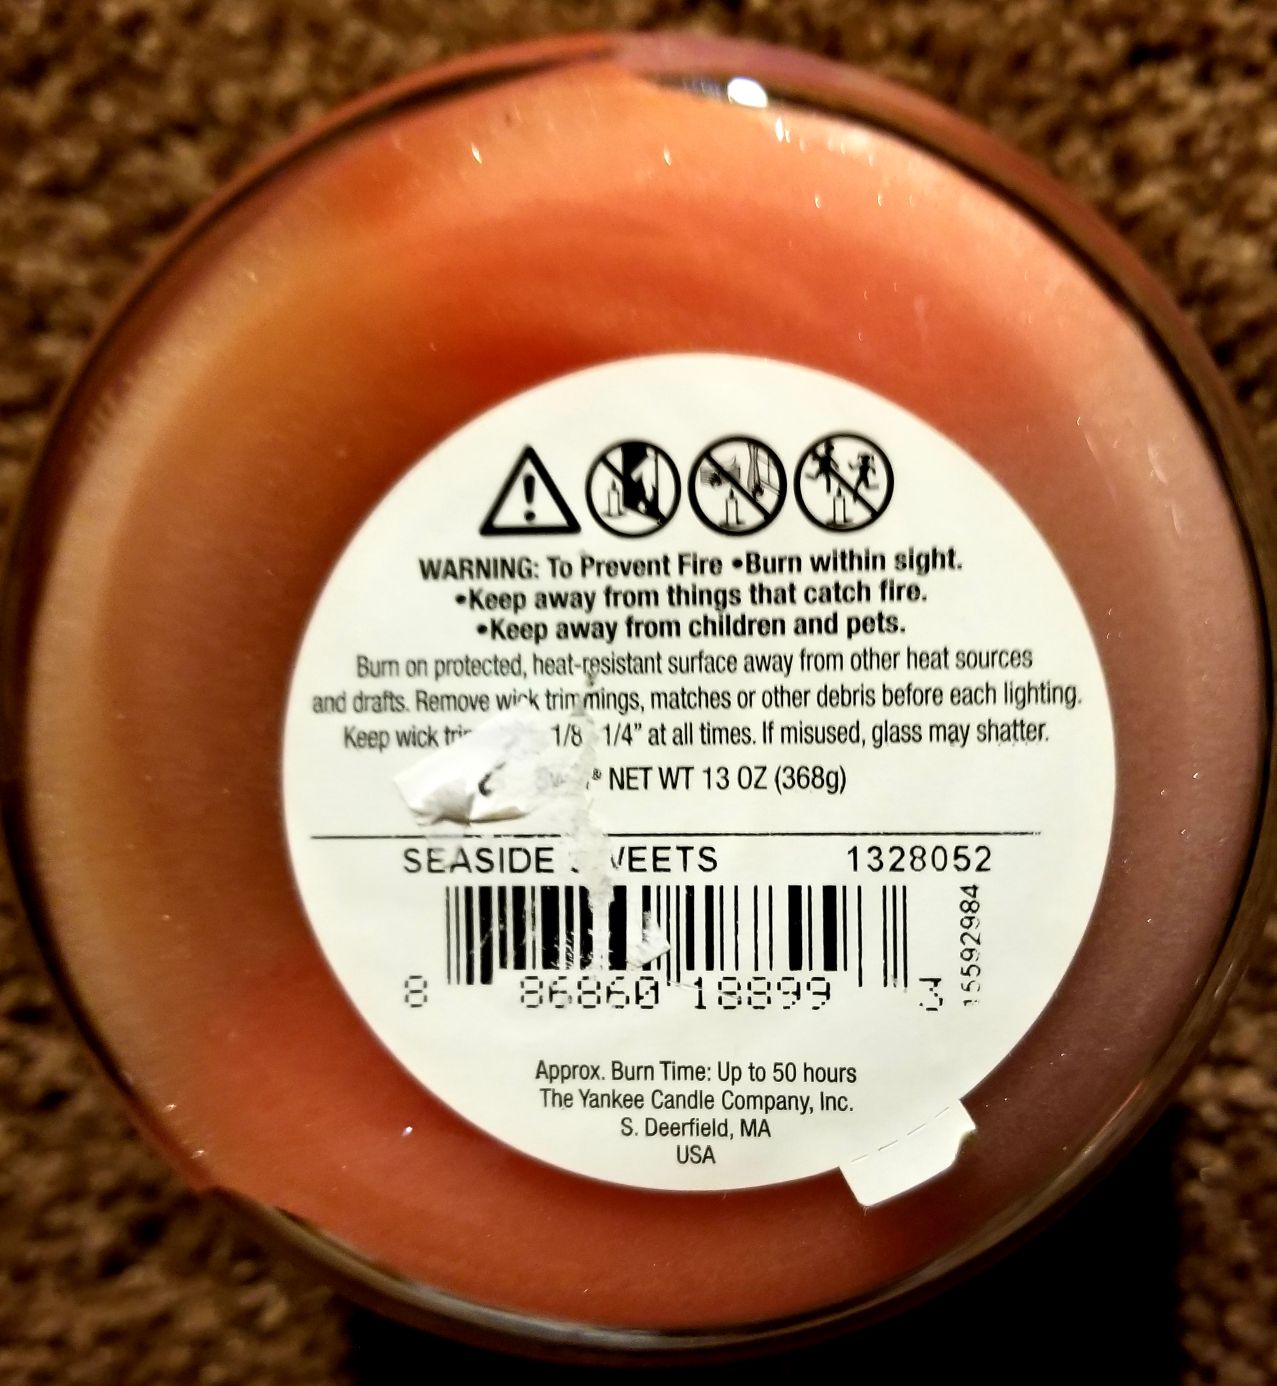 WARNING: To Prevent Fire •Burn within sight.
•Keep away from things that catch fire.
•Keep away from children and pets.
Burn on protected, heat-resistant surface away from other heat sources
and drafts. Remove wick trimmings, matches or other debris before each lighting.
Keep wick 1/8 1/4” at all times. If misused, glass may shatter.
® NET WT 13 OZ (368g)
SEASIDE SWEETS 1328052
15592984
8 86860 18899 3
Approx. Burn Time: Up to 50 hours
The Yankee Candle Company, Inc.
S. Deerfield, MA
USA